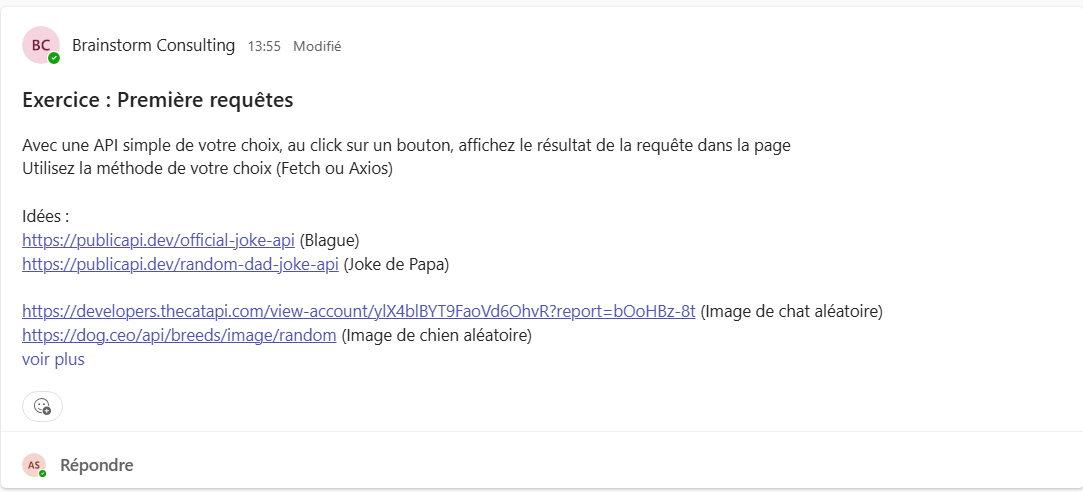 BC
Brainstorm Consulting 13:55 Modifié
Exercice : Première requêtes
Avec une API simple de votre choix, au click sur un bouton, affichez le résultat de la requête dans la page
Utilisez la méthode de votre choix (Fetch ou Axios)
Idées :
https://publicapi.dev/official-joke-api (Blague)
https://publicapi.dev/random-dad-joke-api (Joke de Papa)
https://developers.thecatapi.com/view-account/ylX4blBYT9FaoVd6OhvR?report=bOoHBz-8t (Image de chat aléatoire)
https://dog.ceo/api/breeds/image/random (Image de chien aléatoire)
voir plus
AS
Répondre